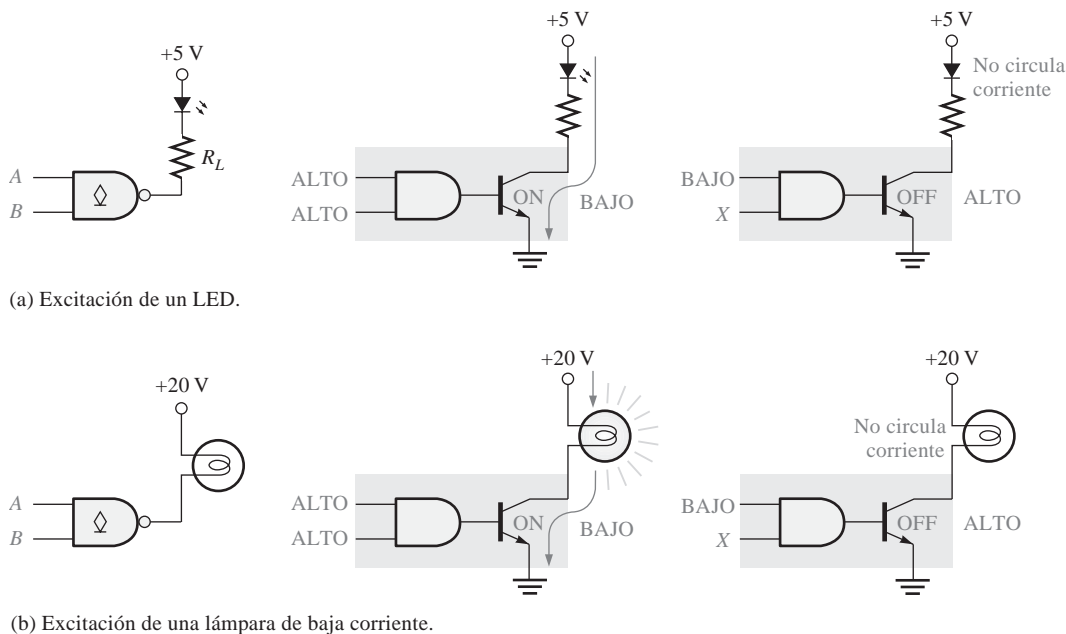 +5 V
R_L
A
B
+5 V
ALTO
ALTO
ON
BAJO
+5 V
No circula
corriente
BAJO
X
OFF
ALTO
(a) Excitación de un LED.
+20 V
A
B
+20 V
ALTO
ALTO
ON
BAJO
+20 V
No circula
corriente
BAJO
X
OFF
ALTO
(b) Excitación de una lámpara de baja corriente.